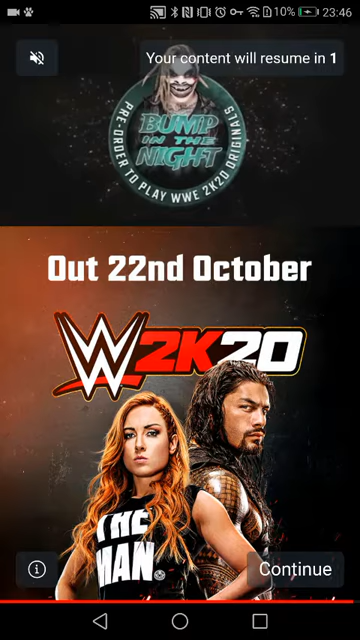 10% 23:46
Your content will resume in 1
PRE-ORDER TO PLAY WWE 2K20 ORIGINALS
BUMP
IN THE
NIGHT
Out 22nd October
W2K20
THE
MAN.
Continue